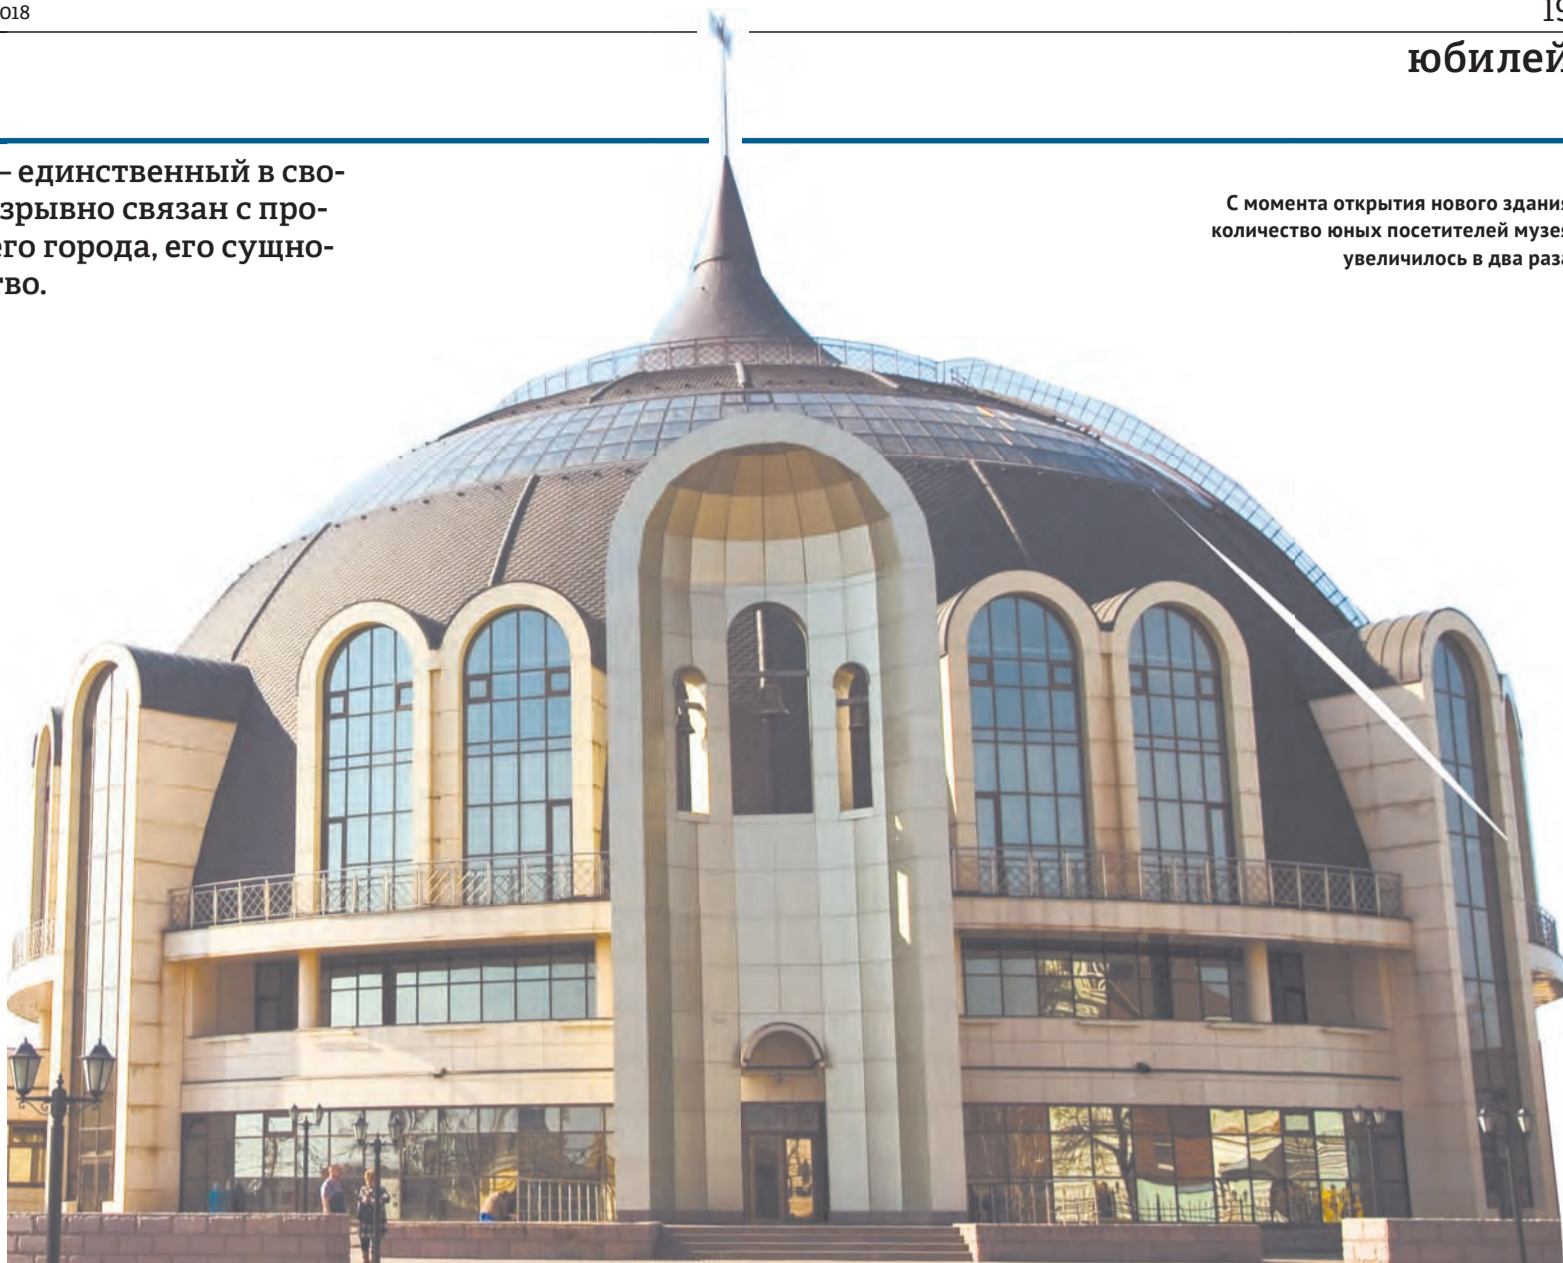 018
19
юбилей
– единственный в сво-
зрывно связан с про-
его города, его сущно-
тво.
С момента открытия нового здания
количество юных посетителей музея
увеличилось в два раза